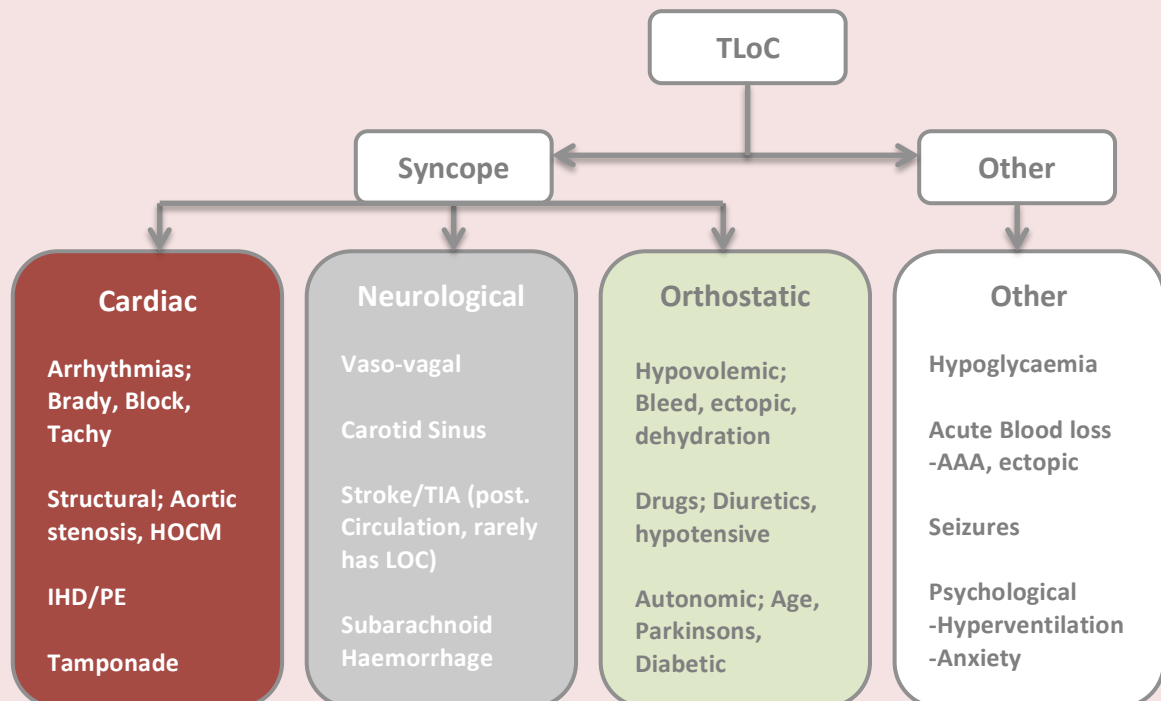 TLoC
Syncope
Other
Cardiac
Arrhythmias;
Brady, Block,
Tachy
Structural; Aortic
stenosis, HOCM
IHD/PE
Tamponade
Neurological
Vaso-vagal
Carotid Sinus
Stroke/TIA (post.
Circulation, rarely
has LOC)
Subarachnoid
Haemorrhage
Orthostatic
Hypovolemic;
Bleed, ectopic,
dehydration
Drugs; Diuretics,
hypotensive
Autonomic; Age,
Parkinsons,
Diabetic
Other
Hypoglycaemia
Acute Blood loss
-AAA, ectopic
Seizures
Psychological
-Hyperventilation
-Anxiety